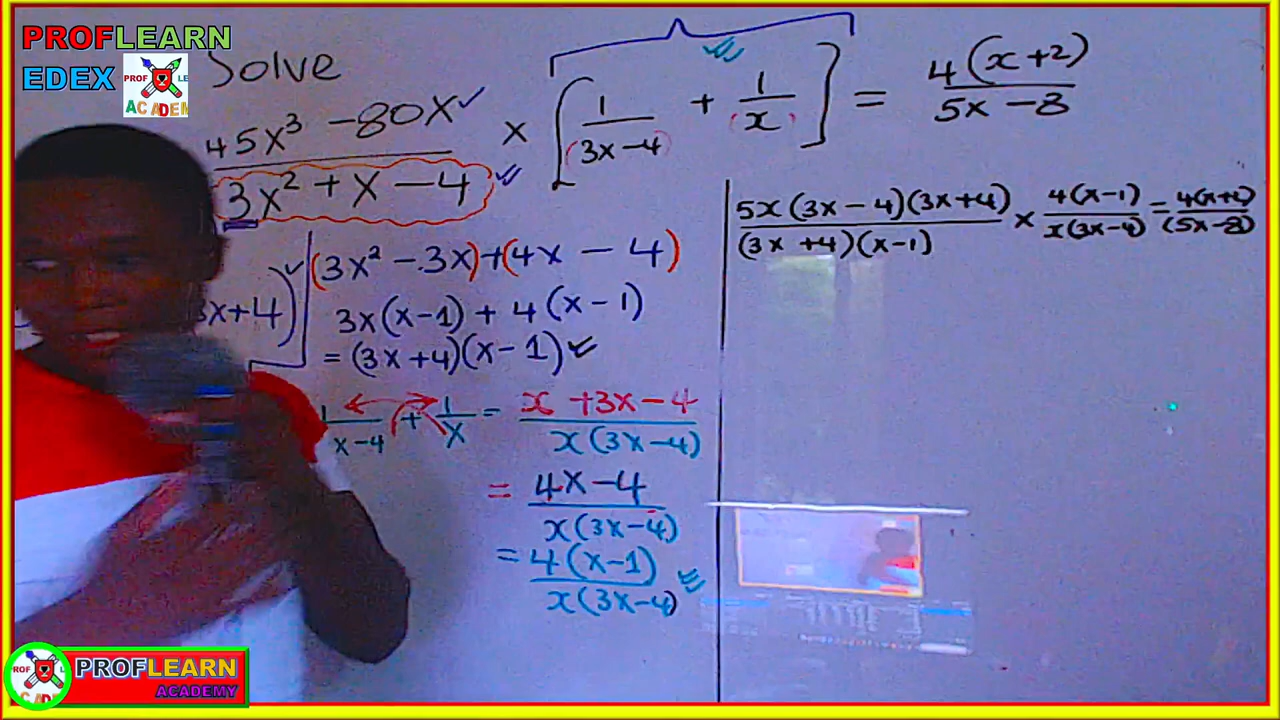 PROFLEARN
EDEX
PROF LE
ACADEM
Solve
45x³ - 80x ✓ / 3x² + x - 4 ✓ × [ 1/(3x-4) + 1/x ] = 4(x+2)/(5x-8)
5x(3x-4)(3x+4)/(3x+4)(x-1) × 4(x-1)/x(3x-4) = 4(x+2)/(5x-8)
(3x² - 3x)+(4x - 4)
3x+4) ✓
3x(x-1) + 4(x-1)
= (3x+4)(x-1) ✓
1/x-4 + 1/x = x+3x-4/x(3x-4)
= 4x-4/x(3x-4)
= 4(x-1)/x(3x-4)
PROFLEARN
ACADEMY